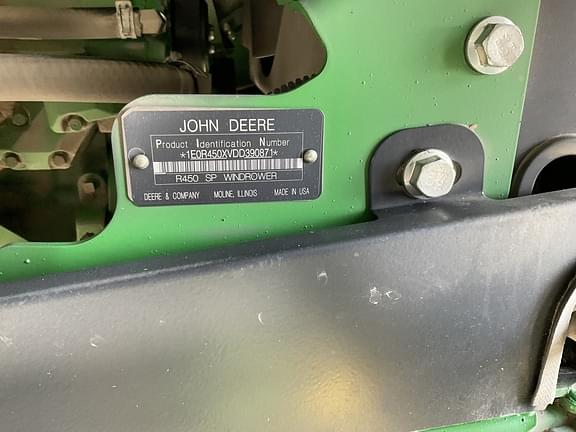 JOHN DEERE
Product Identification Number
*1E0R450XVDD390871*
R450 SP WINDROWER
DEERE & COMPANY MOLINE, ILLINOIS MADE IN USA